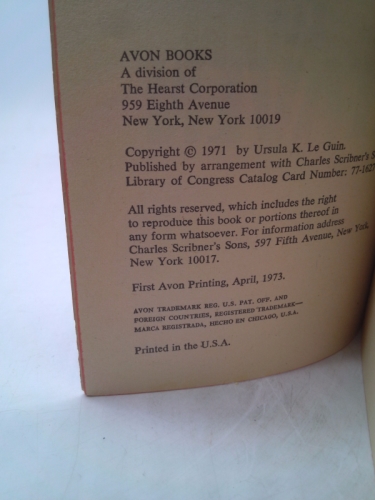 AVON BOOKS
A division of
The Hearst Corporation
959 Eighth Avenue
New York, New York 10019
Copyright © 1971 by Ursula K. Le Guin.
Published by arrangement with Charles Scribner's
Library of Congress Catalog Card Number:
All rights reserved, which includes the right
to reproduce this book or portions thereof in
any form whatsoever. For information address
Charles Scribner's Sons, 597 Fifth Avenue, New York,
New York 10017.
First Avon Printing, April, 1973.
AVON TRADEMARK REG. U.S. PAT. OFF. AND
FOREIGN COUNTRIES, REGISTERED TRADEMARK—
MARCA REGISTRADA, HECHO EN CHICAGO, U.S.A.
Printed in the U.S.A.